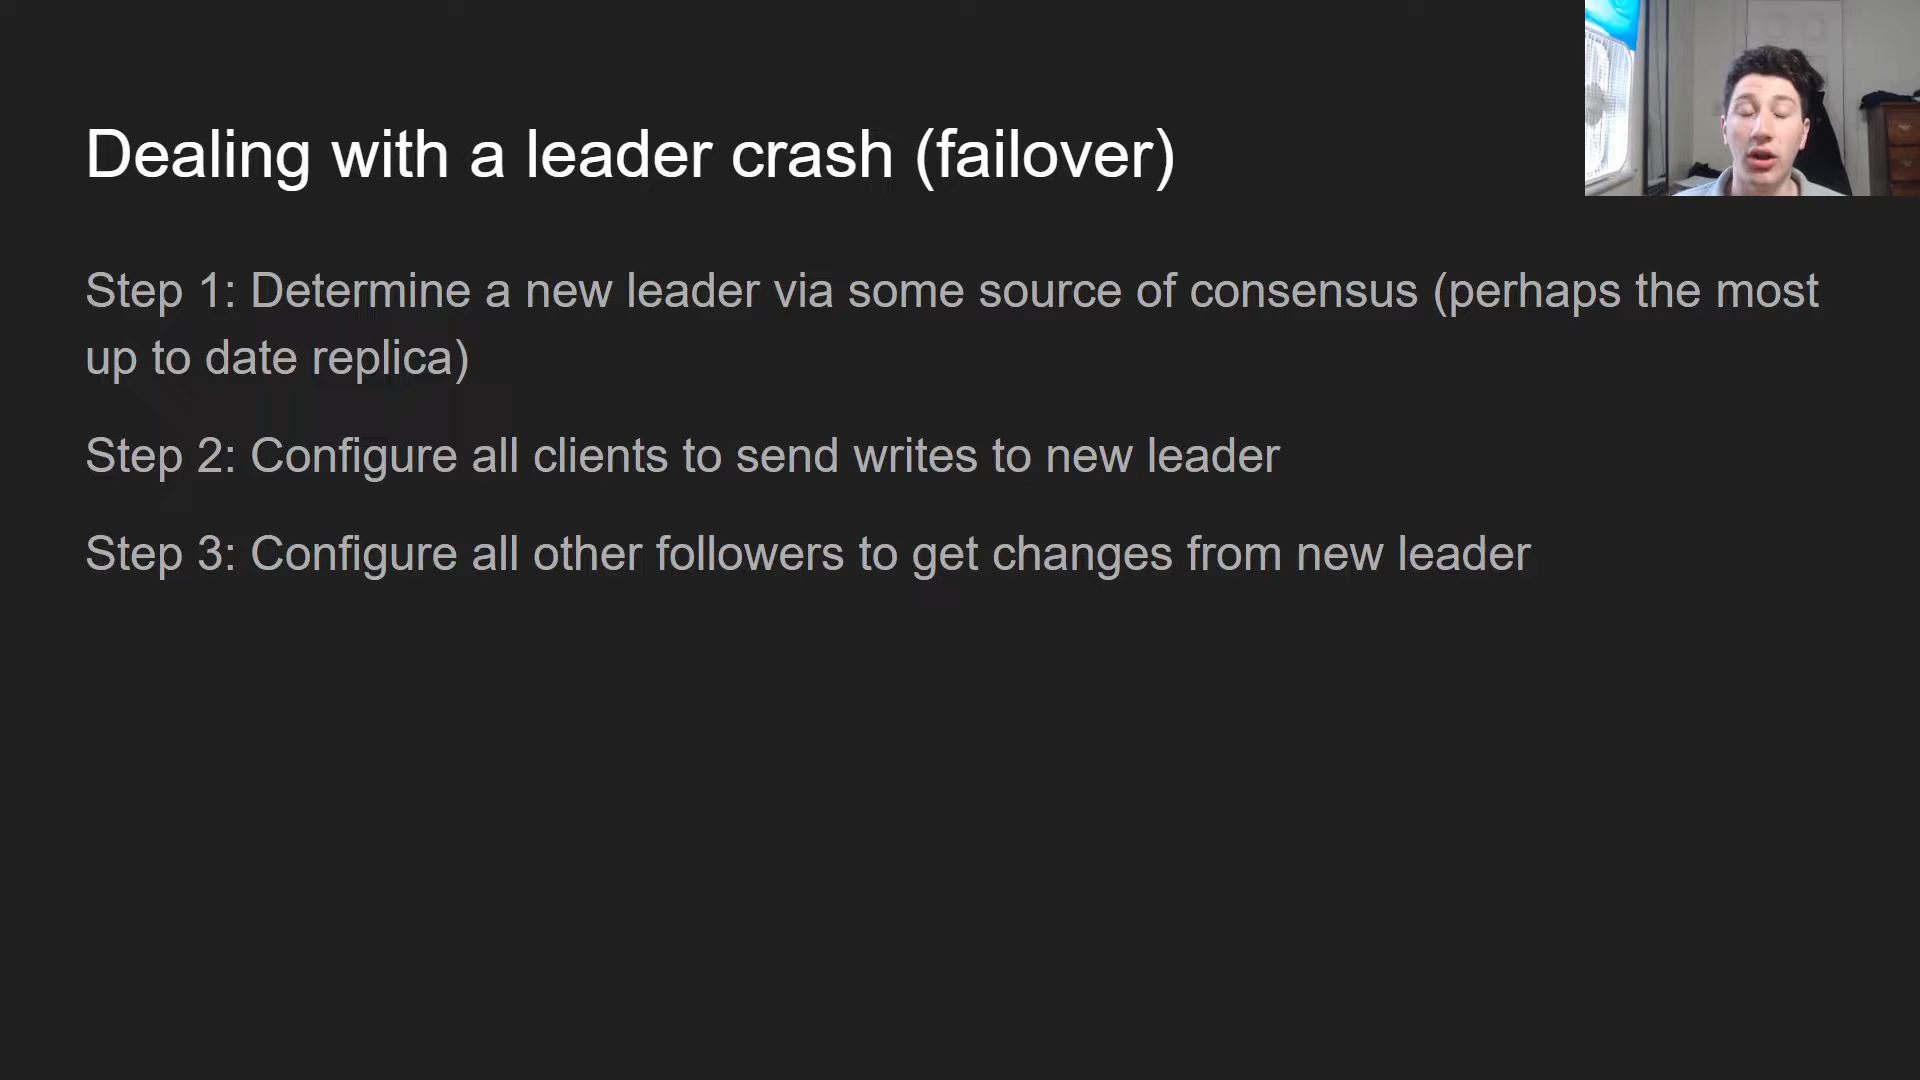 Dealing with a leader crash (failover)
Step 1: Determine a new leader via some source of consensus (perhaps the most
up to date replica)
Step 2: Configure all clients to send writes to new leader
Step 3: Configure all other followers to get changes from new leader